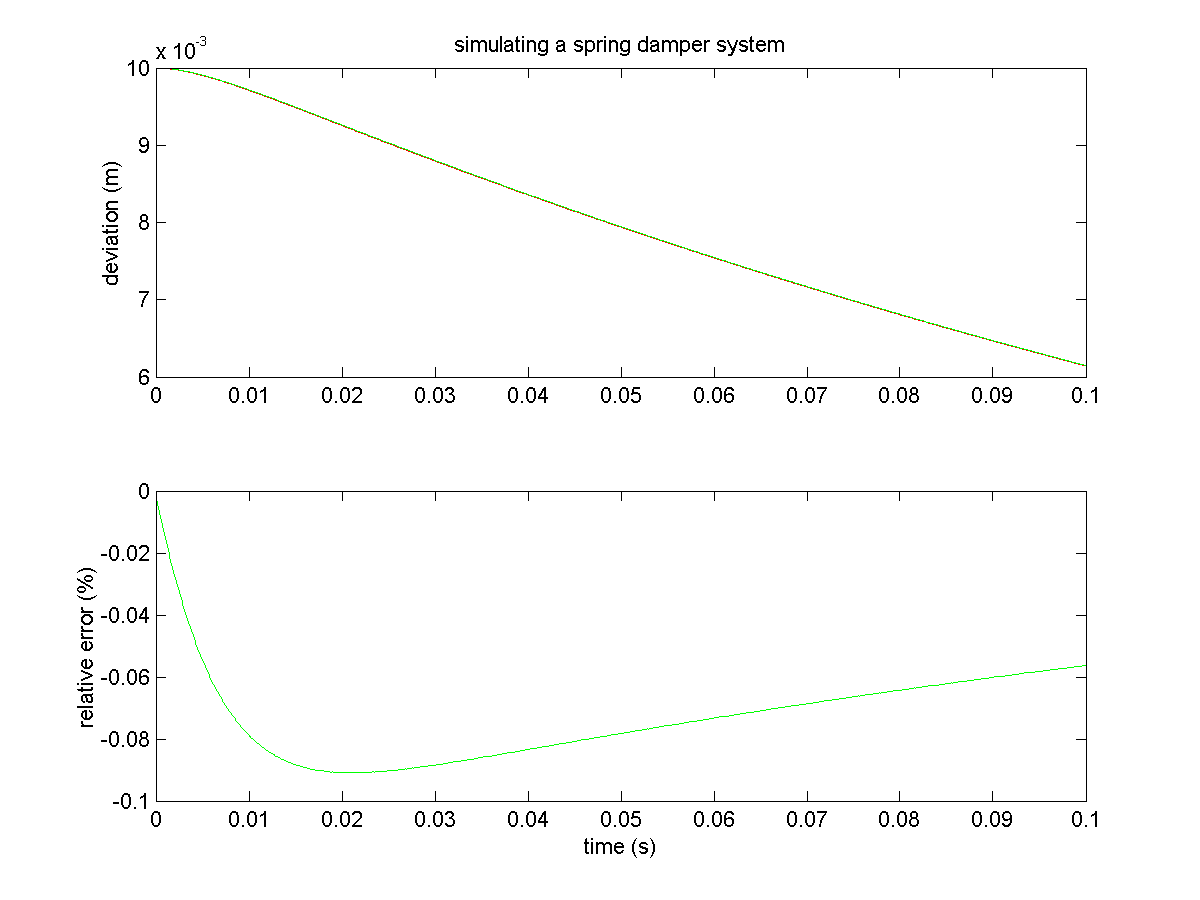 simulating a spring damper system
x 10-3
10
9
8
7
6
deviation (m)
0 0.01 0.02 0.03 0.04 0.05 0.06 0.07 0.08 0.09 0.1
0
-0.02
-0.04
-0.06
-0.08
-0.1
relative error (%)
0 0.01 0.02 0.03 0.04 0.05 0.06 0.07 0.08 0.09 0.1
time (s)